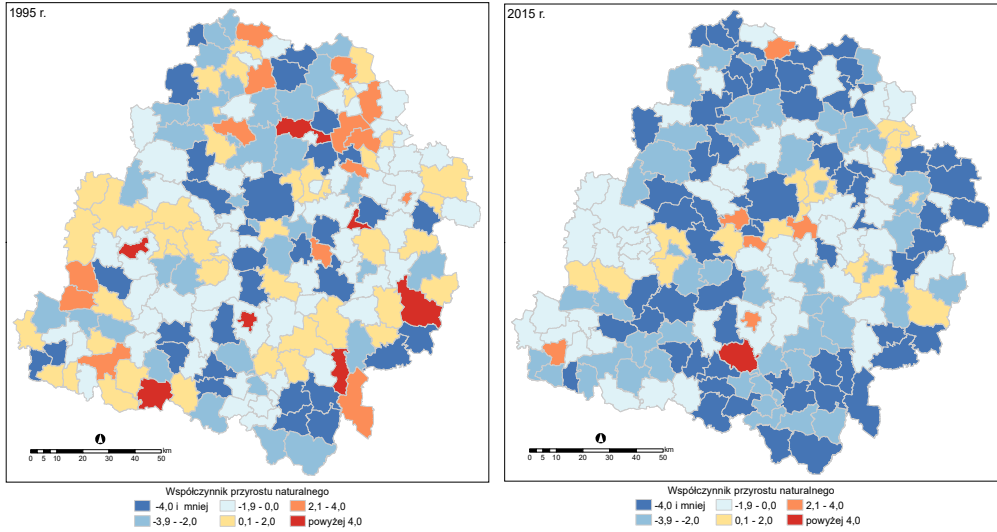 1995 r.
km
0 5 10 20 30 40 50
Współczynnik przyrostu naturalnego
-4,0 i mniej
-1,9 - 0,0
2,1 - 4,0
-3,9 - -2,0
0,1 - 2,0
powyżej 4,0
2015 r.
km
0 5 10 20 30 40 50
Współczynnik przyrostu naturalnego
-4,0 i mniej
-1,9 - 0,0
2,1 - 4,0
-3,9 - -2,0
0,1 - 2,0
powyżej 4,0